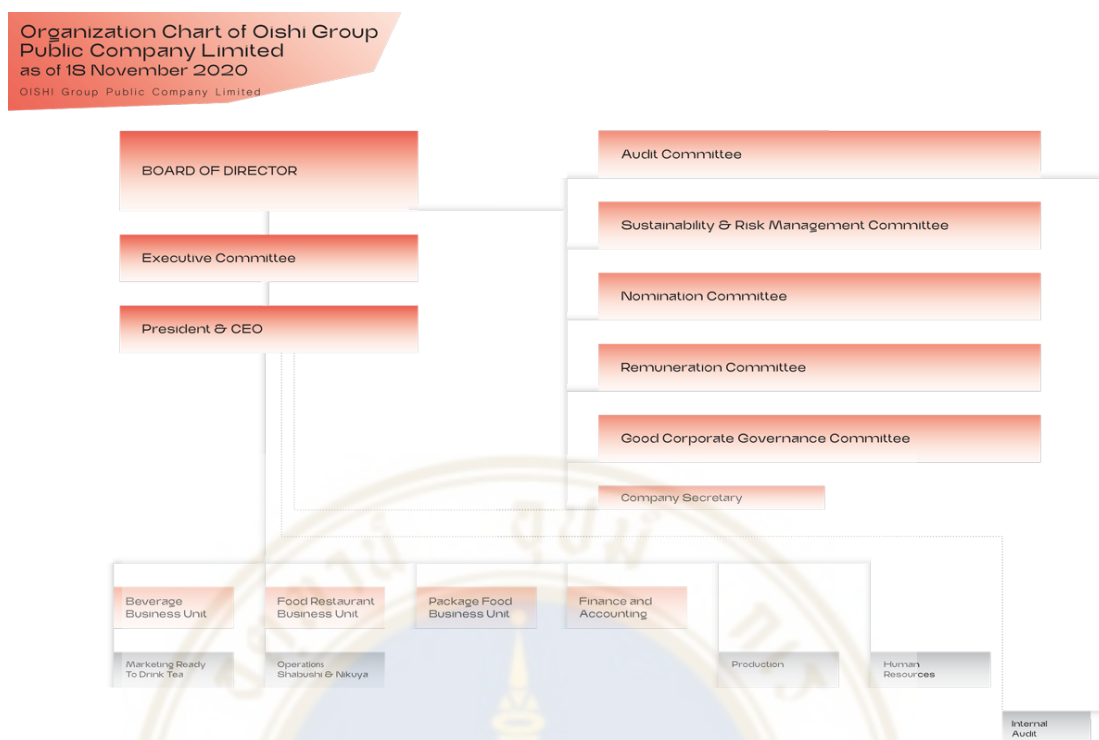 Organization Chart of Oishi Group
Public Company Limited
as of 18 November 2020
OISHI Group Public Company Limited
BOARD OF DIRECTOR
Executive Committee
President & CEO
Audit Committee
Sustainability & Risk Management Committee
Nomination Committee
Remuneration Committee
Good Corporate Governance Committee
Company Secretary
Beverage
Business Unit
Food Restaurant
Business Unit
Package Food
Business Unit
Finance and
Accounting
Marketing Ready
To Drink Tea
Operations
Shabushi & Nikuya
Production
Human
Resources
Internal
Audit